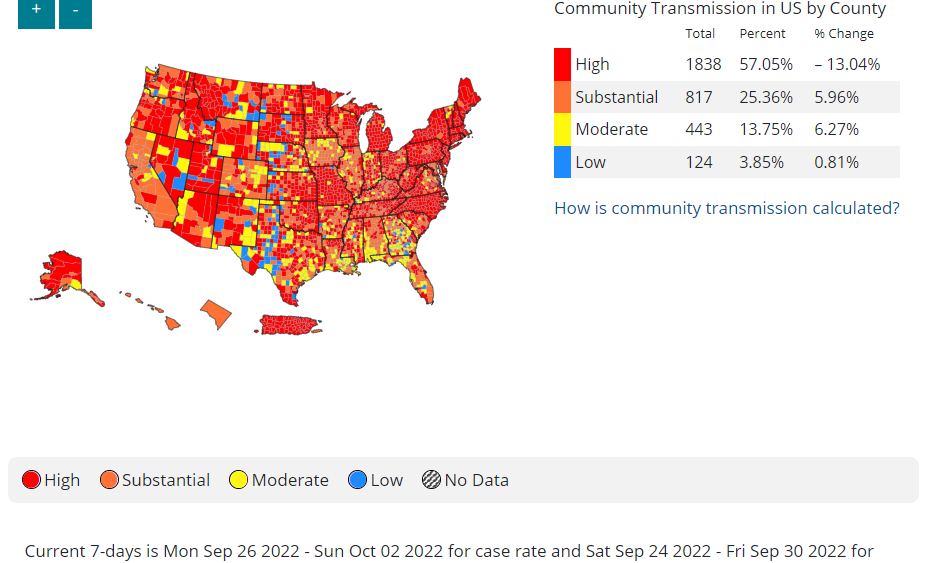 + -
Community Transmission in US by County
Total Percent % Change
High 1838 57.05% – 13.04%
Substantial 817 25.36% 5.96%
Moderate 443 13.75% 6.27%
Low 124 3.85% 0.81%
How is community transmission calculated?
High Substantial Moderate Low No Data
Current 7-days is Mon Sep 26 2022 - Sun Oct 02 2022 for case rate and Sat Sep 24 2022 - Fri Sep 30 2022 for